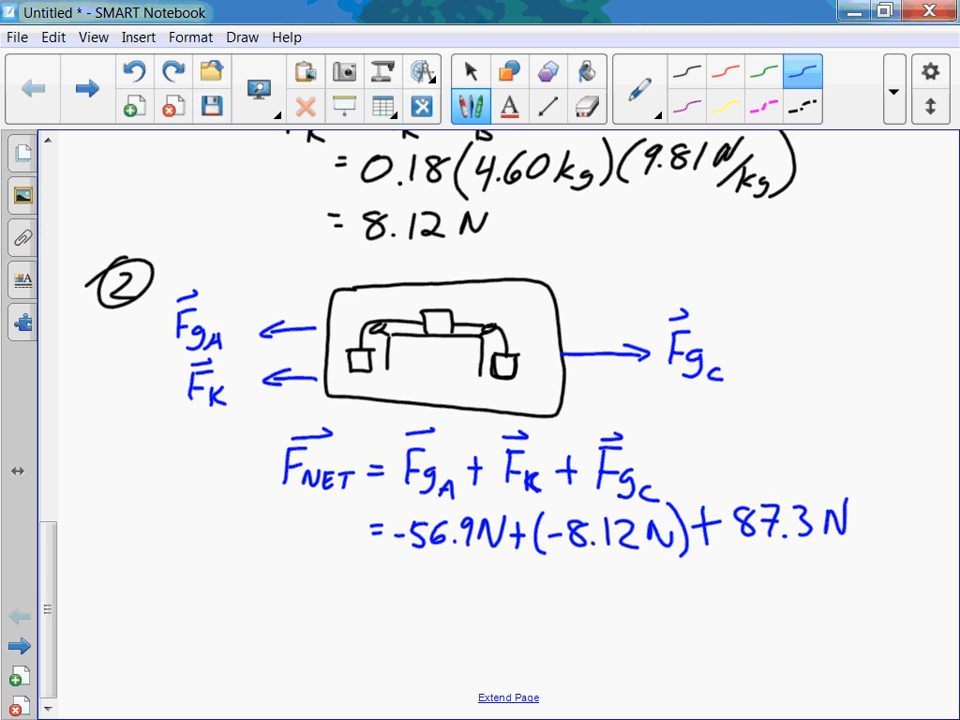 Untitled * - SMART Notebook
File Edit View Insert Format Draw Help
K K B
= 0.18 (4.60 kg)(9.81 N/kg)
= 8.12 N
2
F⃗gA
F⃗K
F⃗gC
F⃗NET = F⃗gA + F⃗K + F⃗gC
= -56.9N + (-8.12N) + 87.3 N
Extend Page